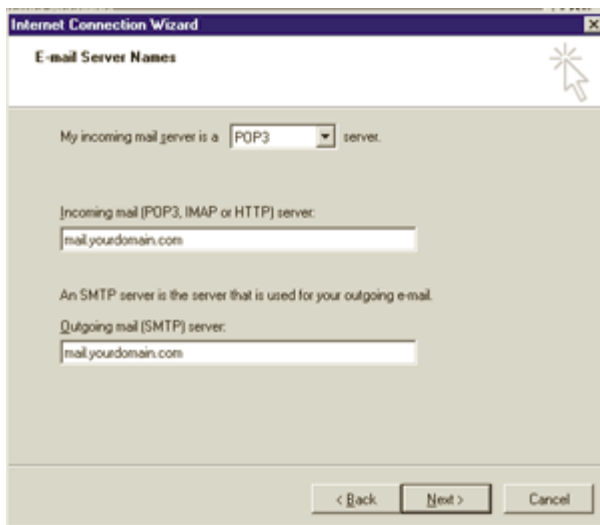 Internet Connection Wizard
E-mail Server Names
My incoming mail server is a POP3 server.
Incoming mail (POP3, IMAP or HTTP) server:
mail.yourdomain.com
An SMTP server is the server that is used for your outgoing e-mail.
Outgoing mail (SMTP) server:
mail.yourdomain.com
< Back Next > Cancel